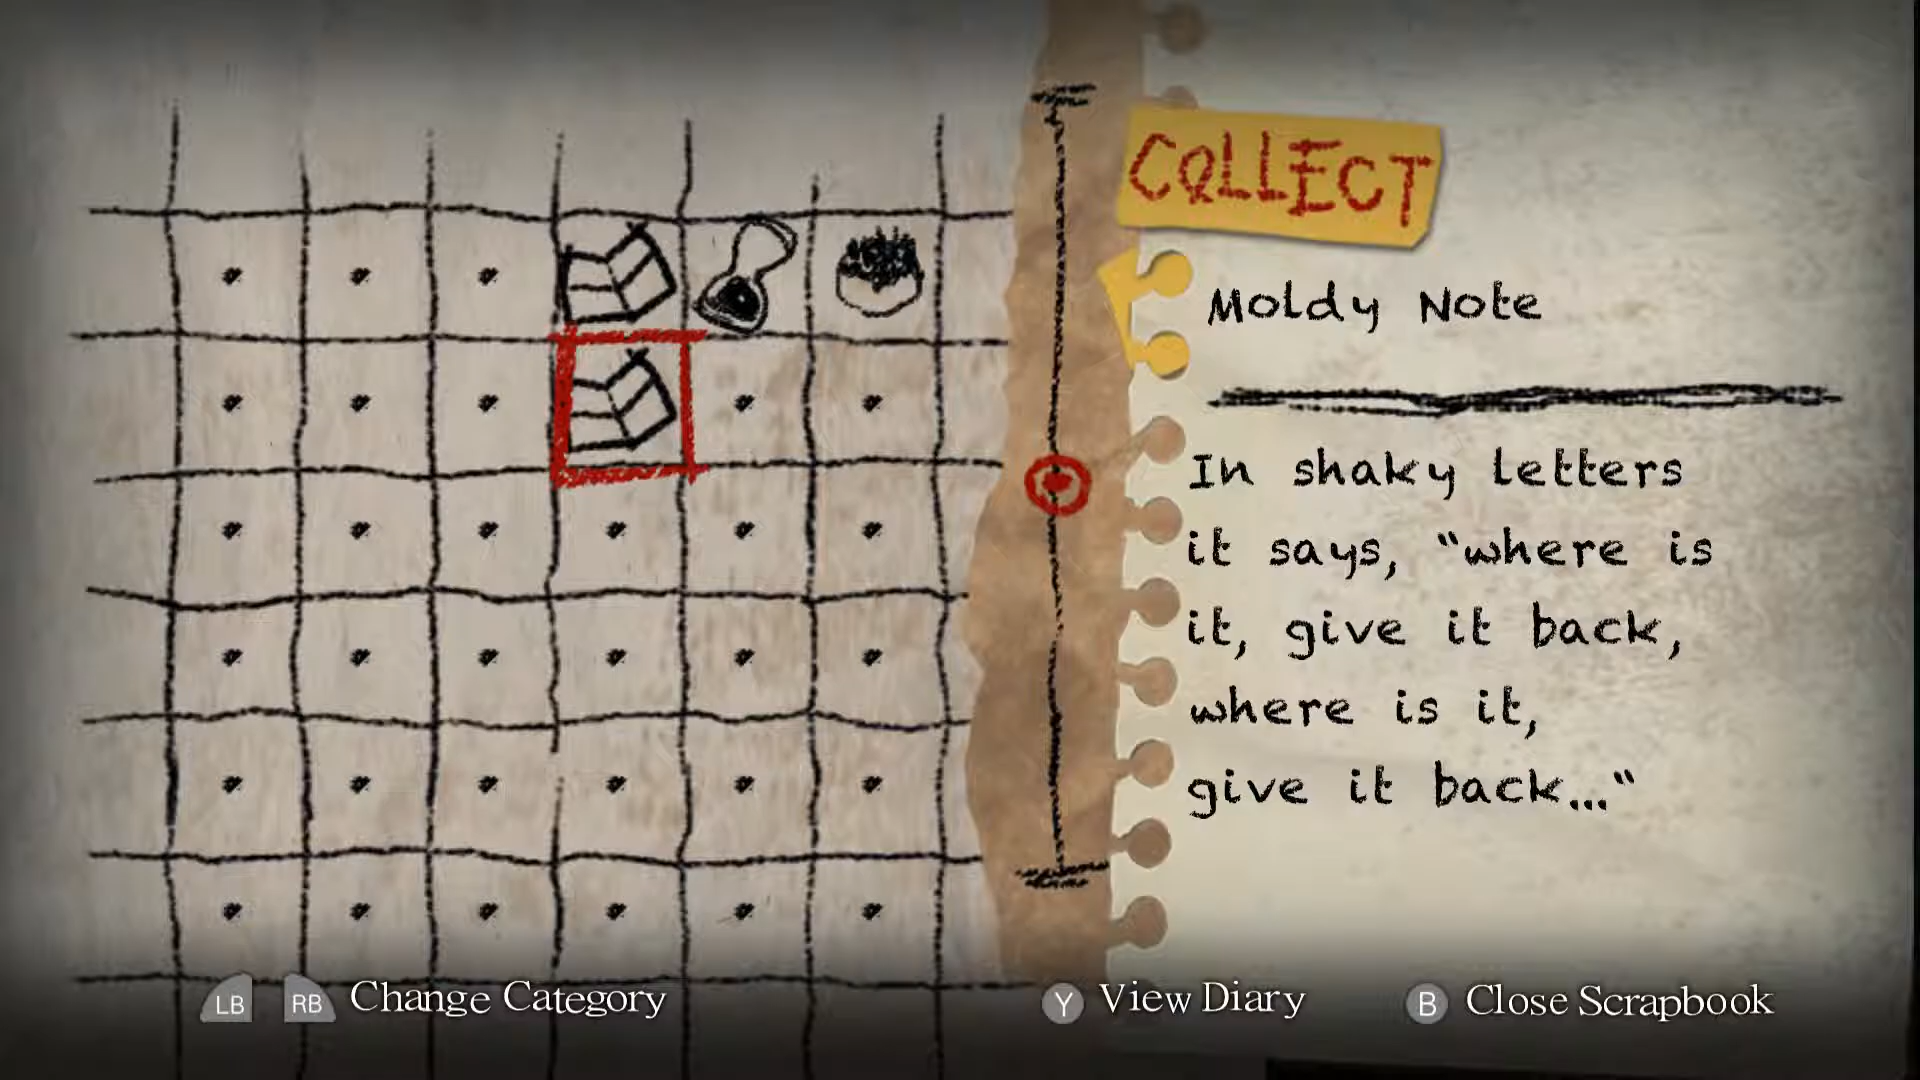 COLLECT
Moldy Note
In shaky letters
it says, “where is
it, give it back,
where is it,
give it back...“
LB RB Change Category
Y View Diary
B Close Scrapbook